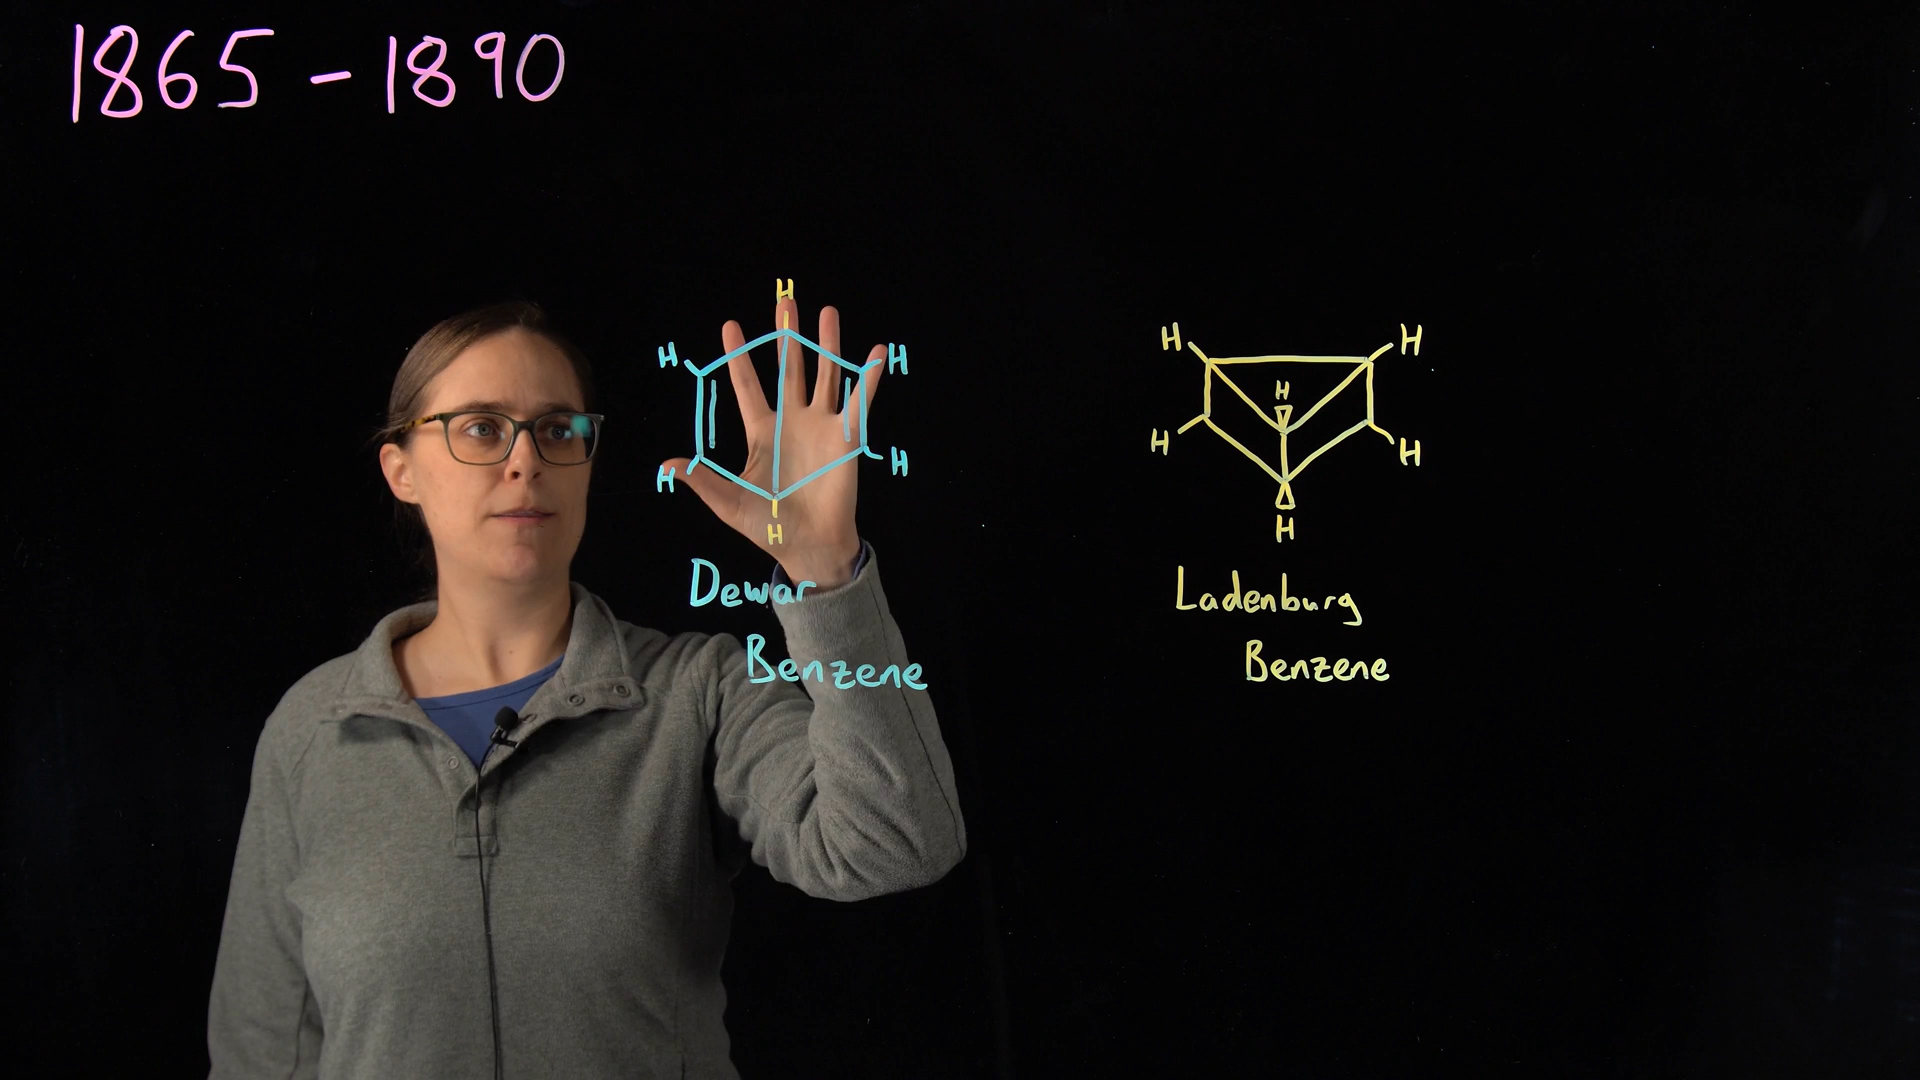 1865 - 1890
H
H H
H H
H
Dewar
Benzene
H H
H
H H
H
Ladenburg
Benzene